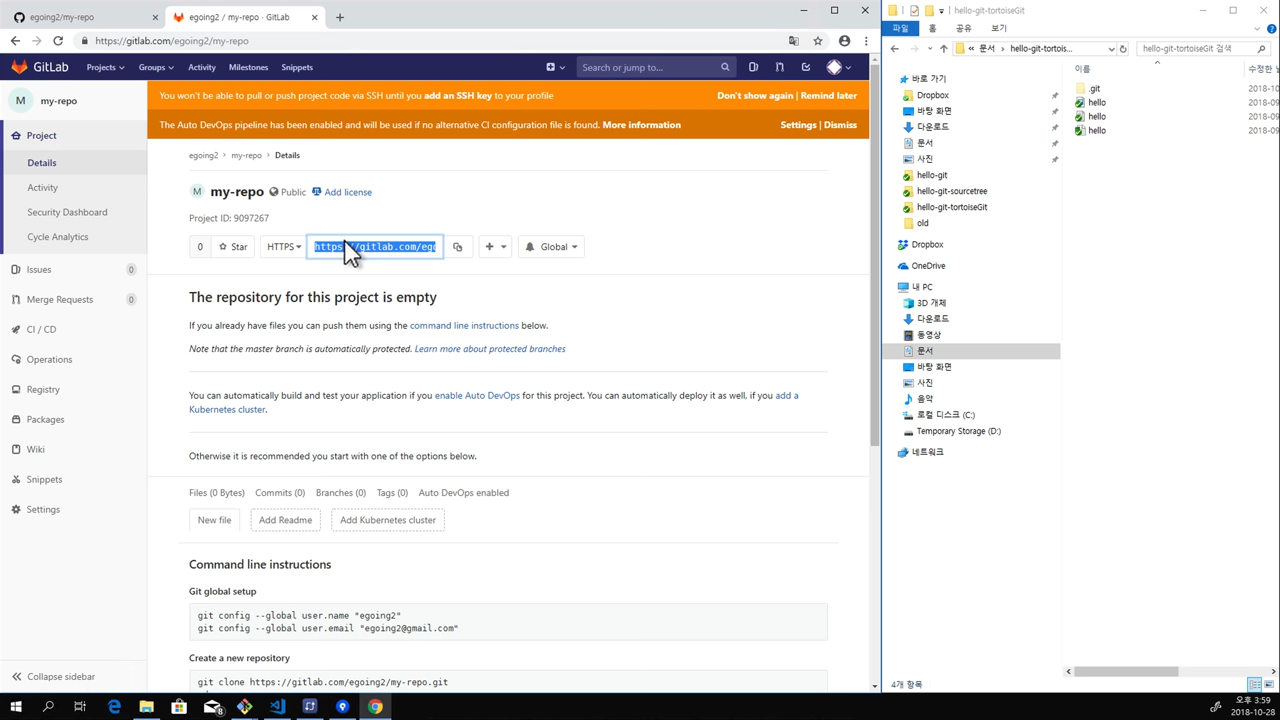 egoing2/my-repo
egoing2 / my-repo · GitLab
https://gitlab.com/egoing2/my-repo
GitLab
Projects
Groups
Activity
Milestones
Snippets
Search or jump to...
M
my-repo
Project
Details
Activity
Security Dashboard
Cycle Analytics
Issues
0
Merge Requests
0
CI / CD
Operations
Registry
Packages
Wiki
Snippets
Settings
Collapse sidebar
You won't be able to pull or push project code via SSH until you add an SSH key to your profile
Don't show again | Remind later
The Auto DevOps pipeline has been enabled and will be used if no alternative CI configuration file is found. More information
Settings | Dismiss
egoing2 > my-repo > Details
M my-repo Public Add license
Project ID: 9097267
0 Star HTTPS https://gitlab.com/ego Global
The repository for this project is empty
If you already have files you can push them using the command line instructions below.
Note that the master branch is automatically protected. Learn more about protected branches
You can automatically build and test your application if you enable Auto DevOps for this project. You can automatically deploy it as well, if you add a
Kubernetes cluster.
Otherwise it is recommended you start with one of the options below.
Files (0 Bytes) Commits (0) Branches (0) Tags (0) Auto DevOps enabled
New file Add Readme Add Kubernetes cluster
Command line instructions
Git global setup
git config --global user.name "egoing2"
git config --global user.email "egoing2@gmail.com"
Create a new repository
git clone https://gitlab.com/egoing2/my-repo.git
hello-git-tortoiseGit
파일 홈 공유 보기
« 문서 > hello-git-tortois...
hello-git-tortoiseGit 검색
바로 가기
Dropbox
바탕 화면
다운로드
문서
사진
hello-git
hello-git-sourcetree
hello-git-tortoiseGit
old
Dropbox
OneDrive
내 PC
3D 개체
다운로드
동영상
문서
바탕 화면
사진
음악
로컬 디스크 (C:)
Temporary Storage (D:)
네트워크
이름 수정한 날
.git 2018-10
hello 2018-09
hello 2018-09
hello 2018-09
4개 항목
오후 3:59
2018-10-28